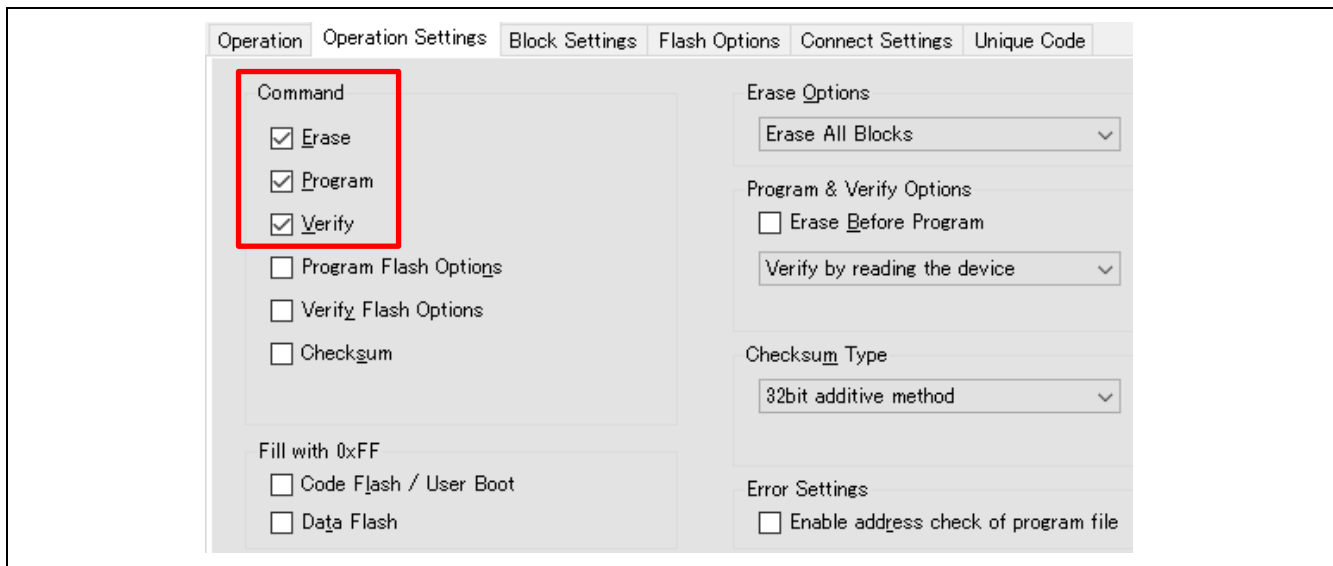 Operation Operation Settings Block Settings Flash Options Connect Settings Unique Code
Command
Erase
Program
Verify
Program Flash Options
Verify Flash Options
Checksum
Fill with 0xFF
Code Flash / User Boot
Data Flash
Erase Options
Erase All Blocks
Program & Verify Options
Erase Before Program
Verify by reading the device
Checksum Type
32bit additive method
Error Settings
Enable address check of program file